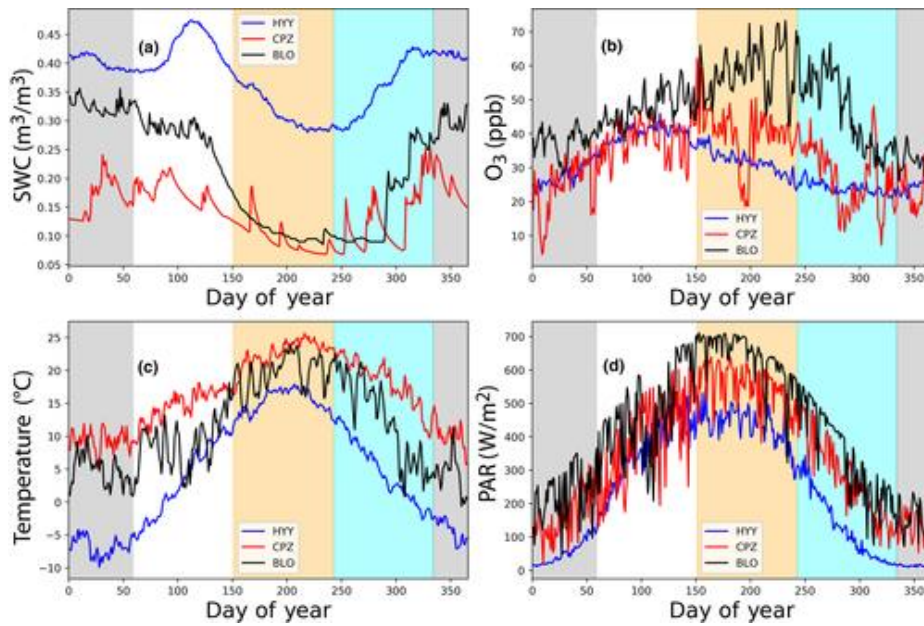 (a)
HYY
CPZ
BLO
SWC (m³/m³)
0.45
0.40
0.35
0.30
0.25
0.20
0.15
0.10
0.05
0 50 100 150 200 250 300 350
Day of year
(b)
O₃ (ppb)
70
60
50
40
30
20
10
HYY
CPZ
BLO
0 50 100 150 200 250 300 350
Day of year
(c)
Temperature (°C)
25
20
15
10
5
0
−5
−10
HYY
CPZ
BLO
0 50 100 150 200 250 300 350
Day of year
(d)
PAR (W/m²)
700
600
500
400
300
200
100
0
HYY
CPZ
BLO
0 50 100 150 200 250 300 350
Day of year